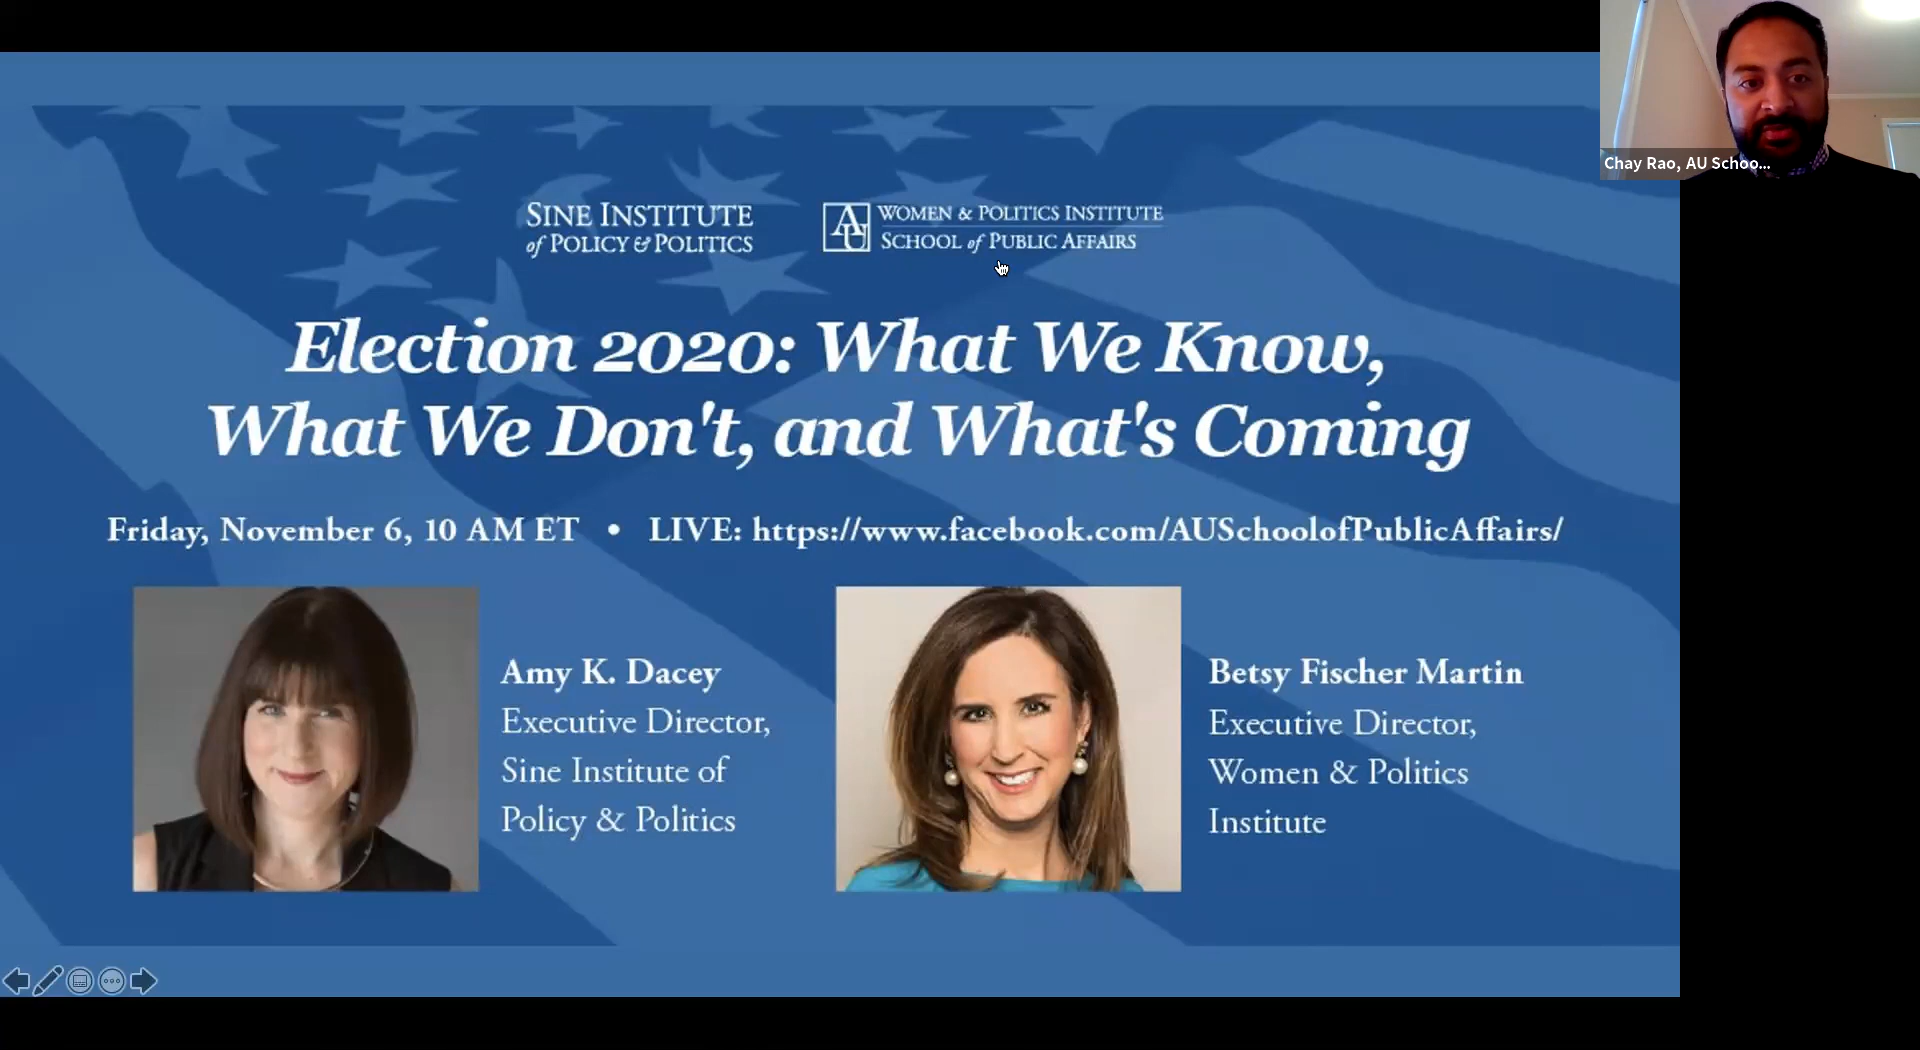 Chay Rao, AU Schoo...
SINE INSTITUTE
of POLICY & POLITICS
AU
WOMEN & POLITICS INSTITUTE
SCHOOL of PUBLIC AFFAIRS
Election 2020: What We Know,
What We Don't, and What's Coming
Friday, November 6, 10 AM ET • LIVE: https://www.facebook.com/AUSchoolofPublicAffairs/
Amy K. Dacey
Executive Director,
Sine Institute of
Policy & Politics
Betsy Fischer Martin
Executive Director,
Women & Politics
Institute